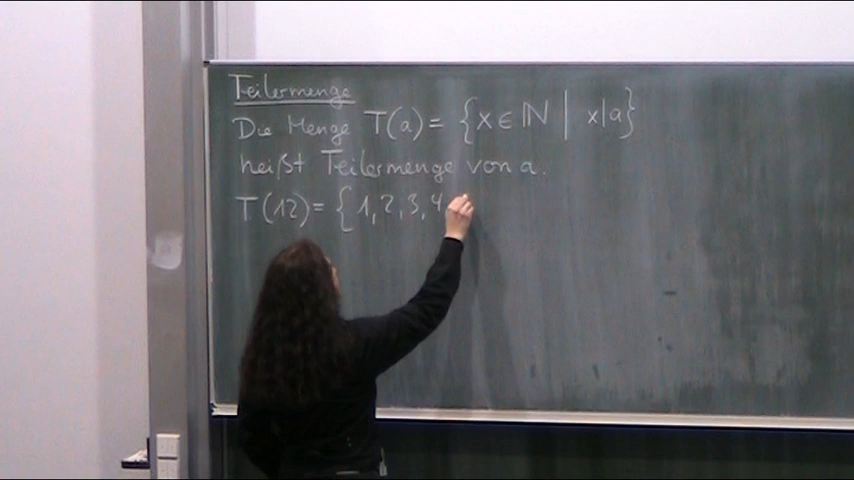 Teilermenge
Die Menge T(a) = {x ∈ ℕ | x|a}
heißt Teilermenge von a.
T(12) = {1, 2, 3, 4